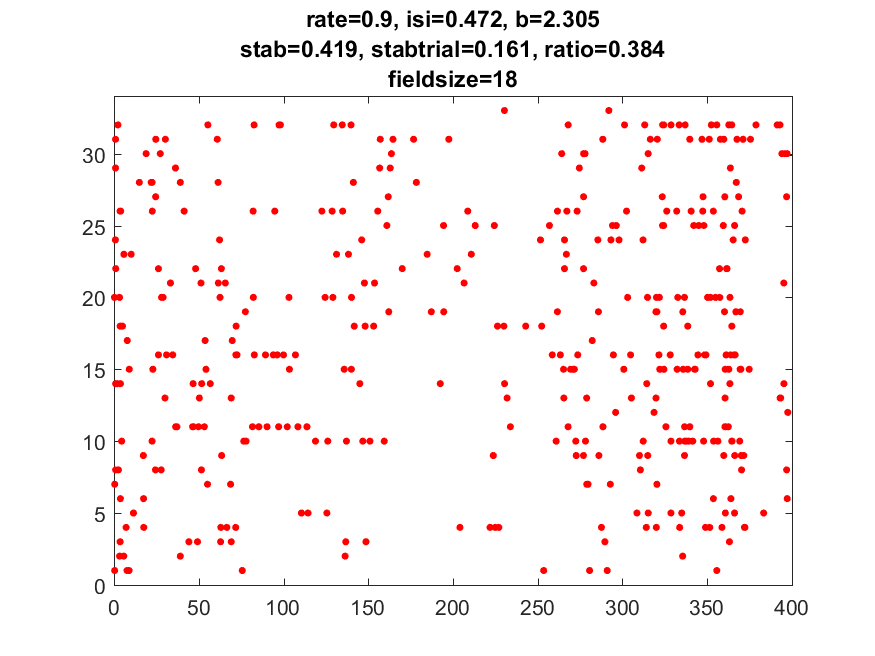 rate=0.9, isi=0.472, b=2.305
stab=0.419, stabtrial=0.161, ratio=0.384
fieldsize=18
30
25
20
15
10
5
0
0 50 100 150 200 250 300 350 400